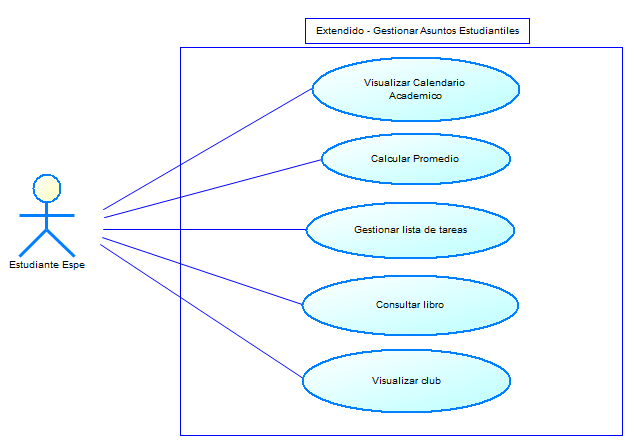 Extendido - Gestionar Asuntos Estudiantiles
Visualizar Calendario
Academico
Calcular Promedio
Gestionar lista de tareas
Estudiante Espe
Consultar libro
Visualizar club